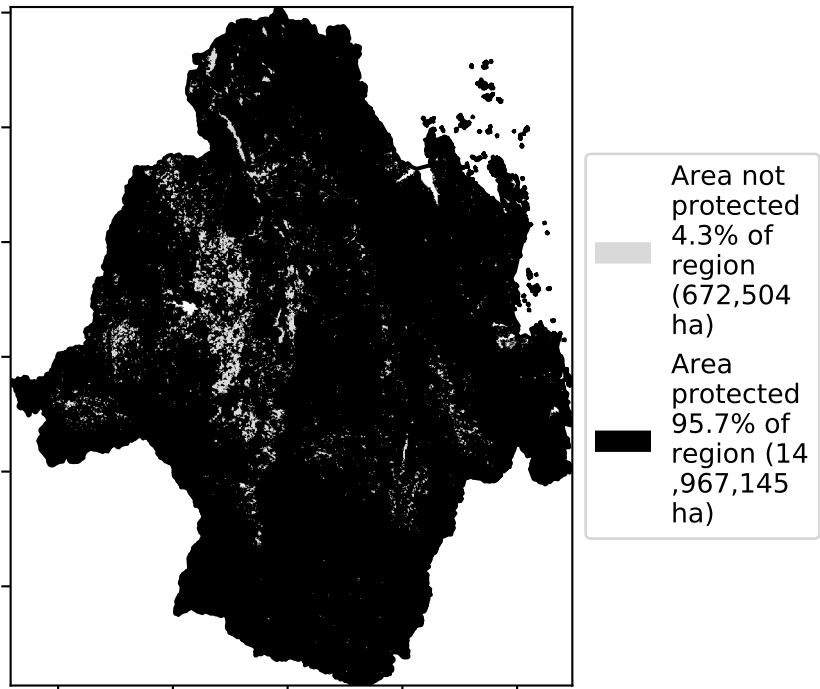 Area not
protected
4.3% of
region
(672,504
ha)
Area
protected
95.7% of
region (14
,967,145
ha)